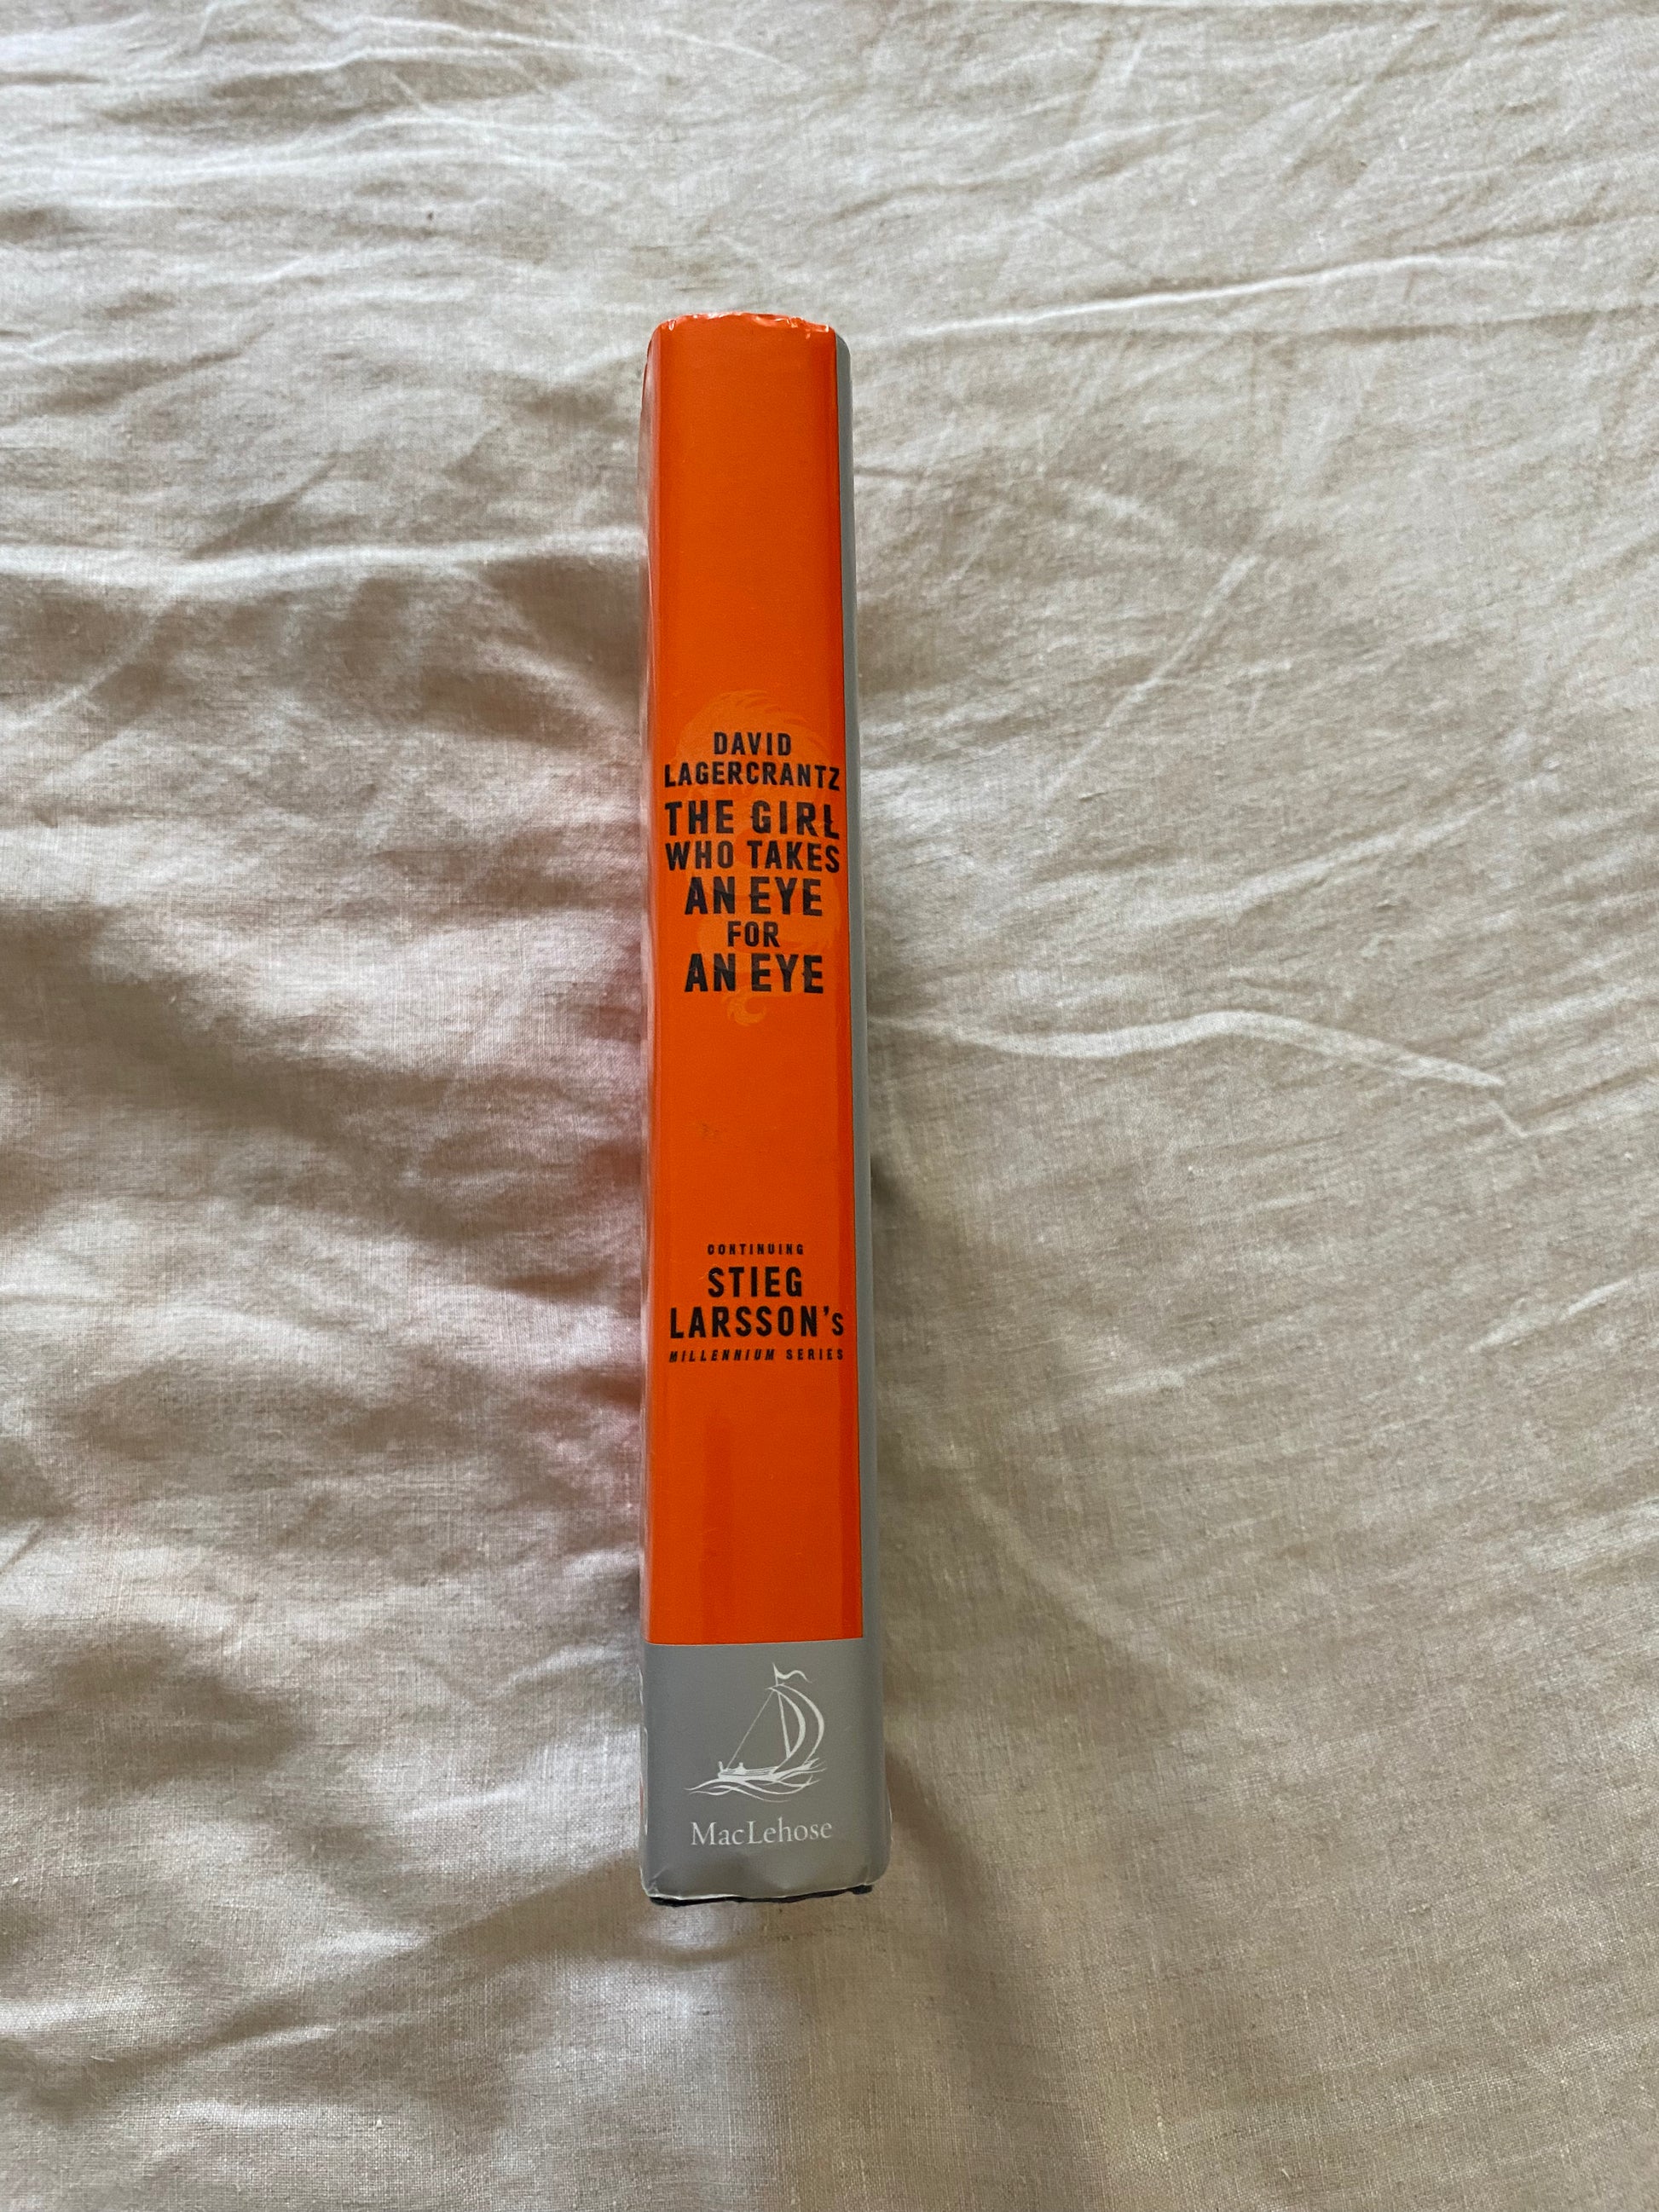 DAVID
LAGERCRANTZ
THE GIRL
WHO TAKES
AN EYE
FOR
AN EYE
CONTINUING
STIEG
LARSSON's
MILLENNIUM SERIES
MacLehose